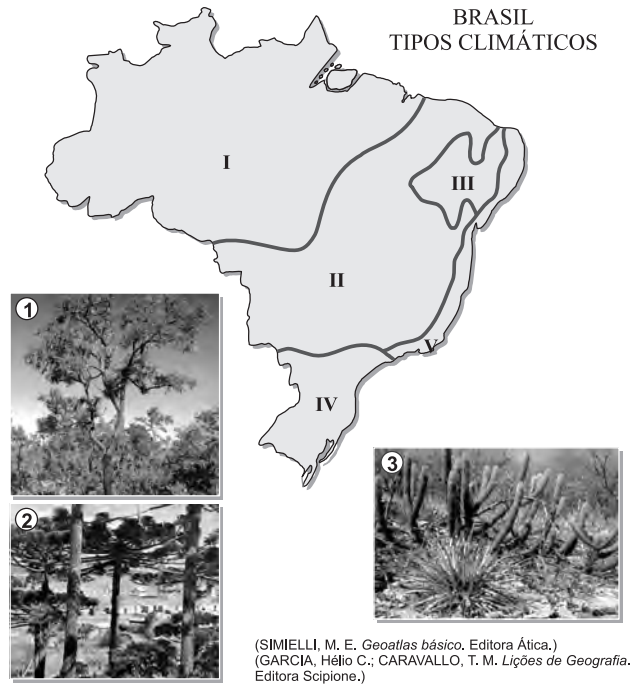 BRASIL
TIPOS CLIMÁTICOS
I
III
II
V
IV
1
2
3
(SIMIELLI, M. E. Geoatlas básico. Editora Ática.)
(GARCIA, Hélio C.; CARAVALLO, T. M. Lições de Geografia.
Editora Scipione.)